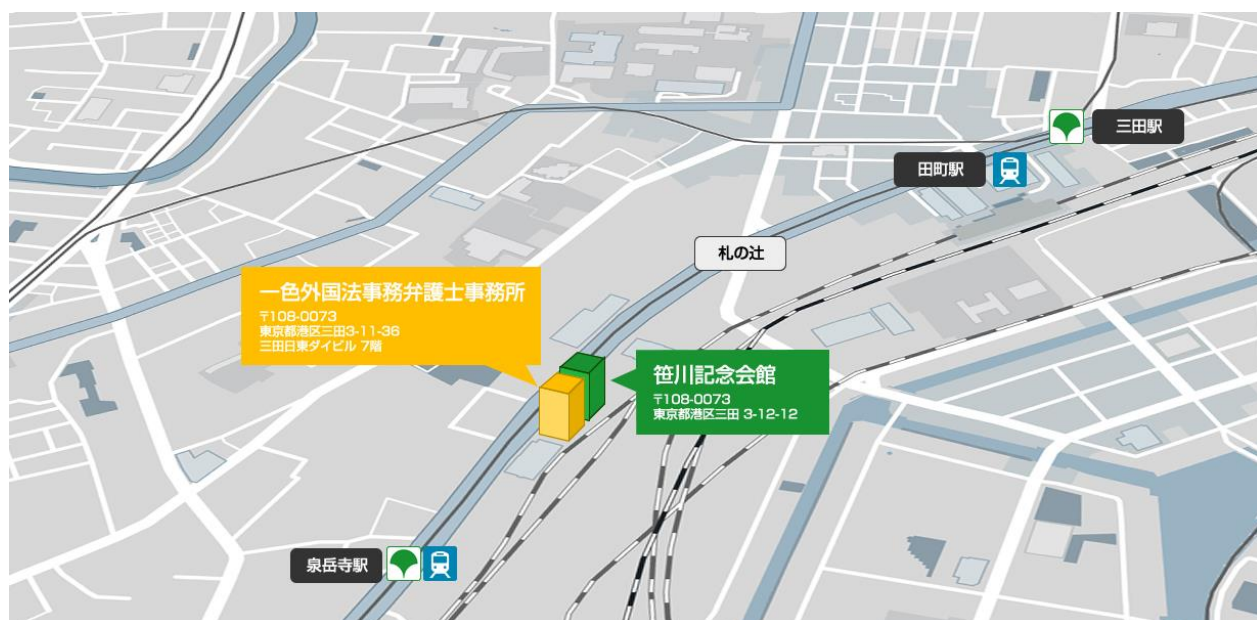 三田駅
田町駅
札の辻
一色外国法事務弁護士事務所
〒108-0073
東京都港区三田3-11-36
三田日東ダイビル 7階
笹川記念会館
〒108-0073
東京都港区三田 3-12-12
泉岳寺駅